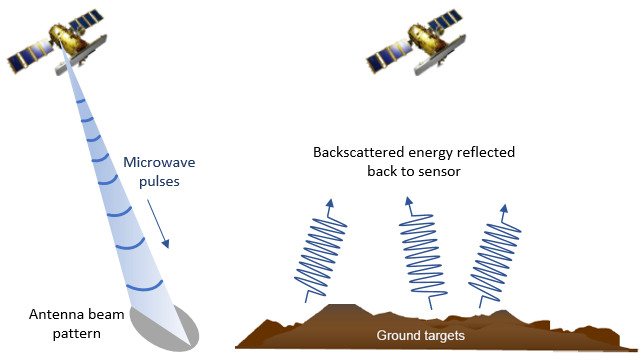 Microwave
pulses
Antenna beam
pattern
Backscattered energy reflected
back to sensor
Ground targets